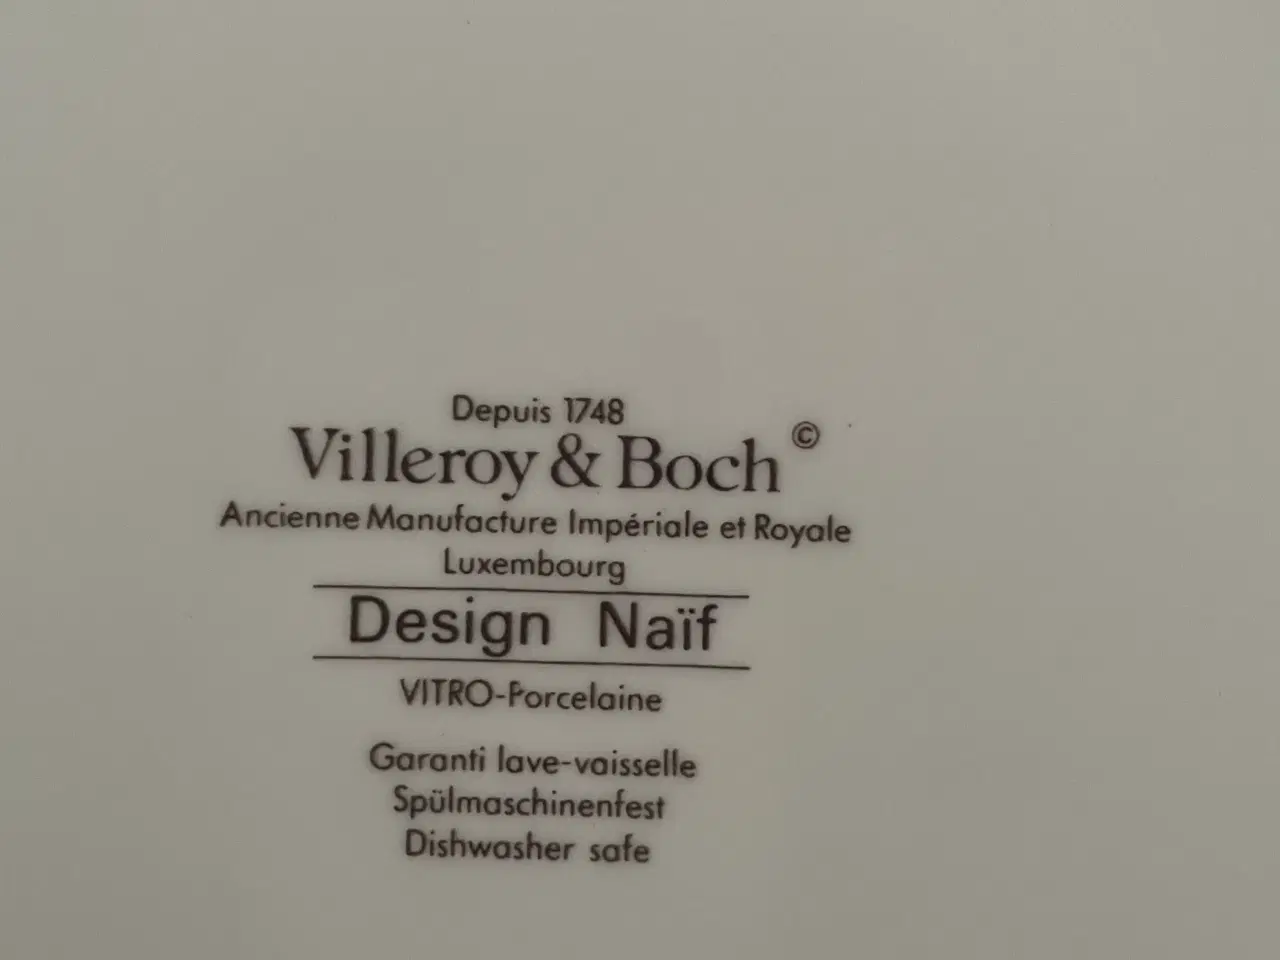 Depuis 1748
Villeroy & Boch ©
Ancienne Manufacture Impériale et Royale
Luxembourg
Design Naïf
VITRO-Porcelaine
Garanti lave-vaisselle
Spülmaschinenfest
Dishwasher safe